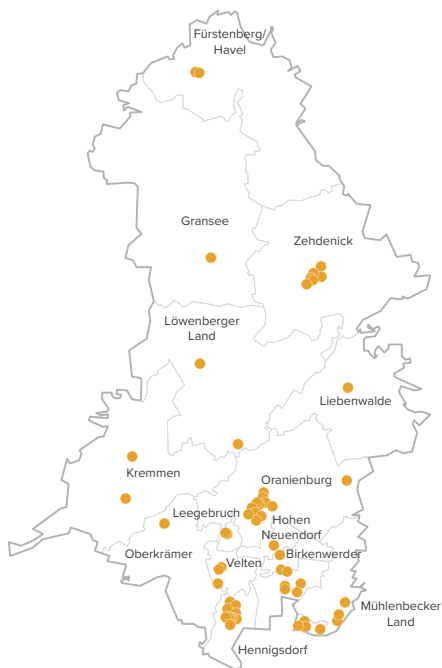 Fürstenberg/
Havel
Gransee
Zehdenick
Löwenberger
Land
Liebenwalde
Kremmen
Oranienburg
Leegebruch
Hohen
Neuendorf
Oberkrämer
Velten
Birkenwerder
Mühlenbecker
Land
Hennigsdorf